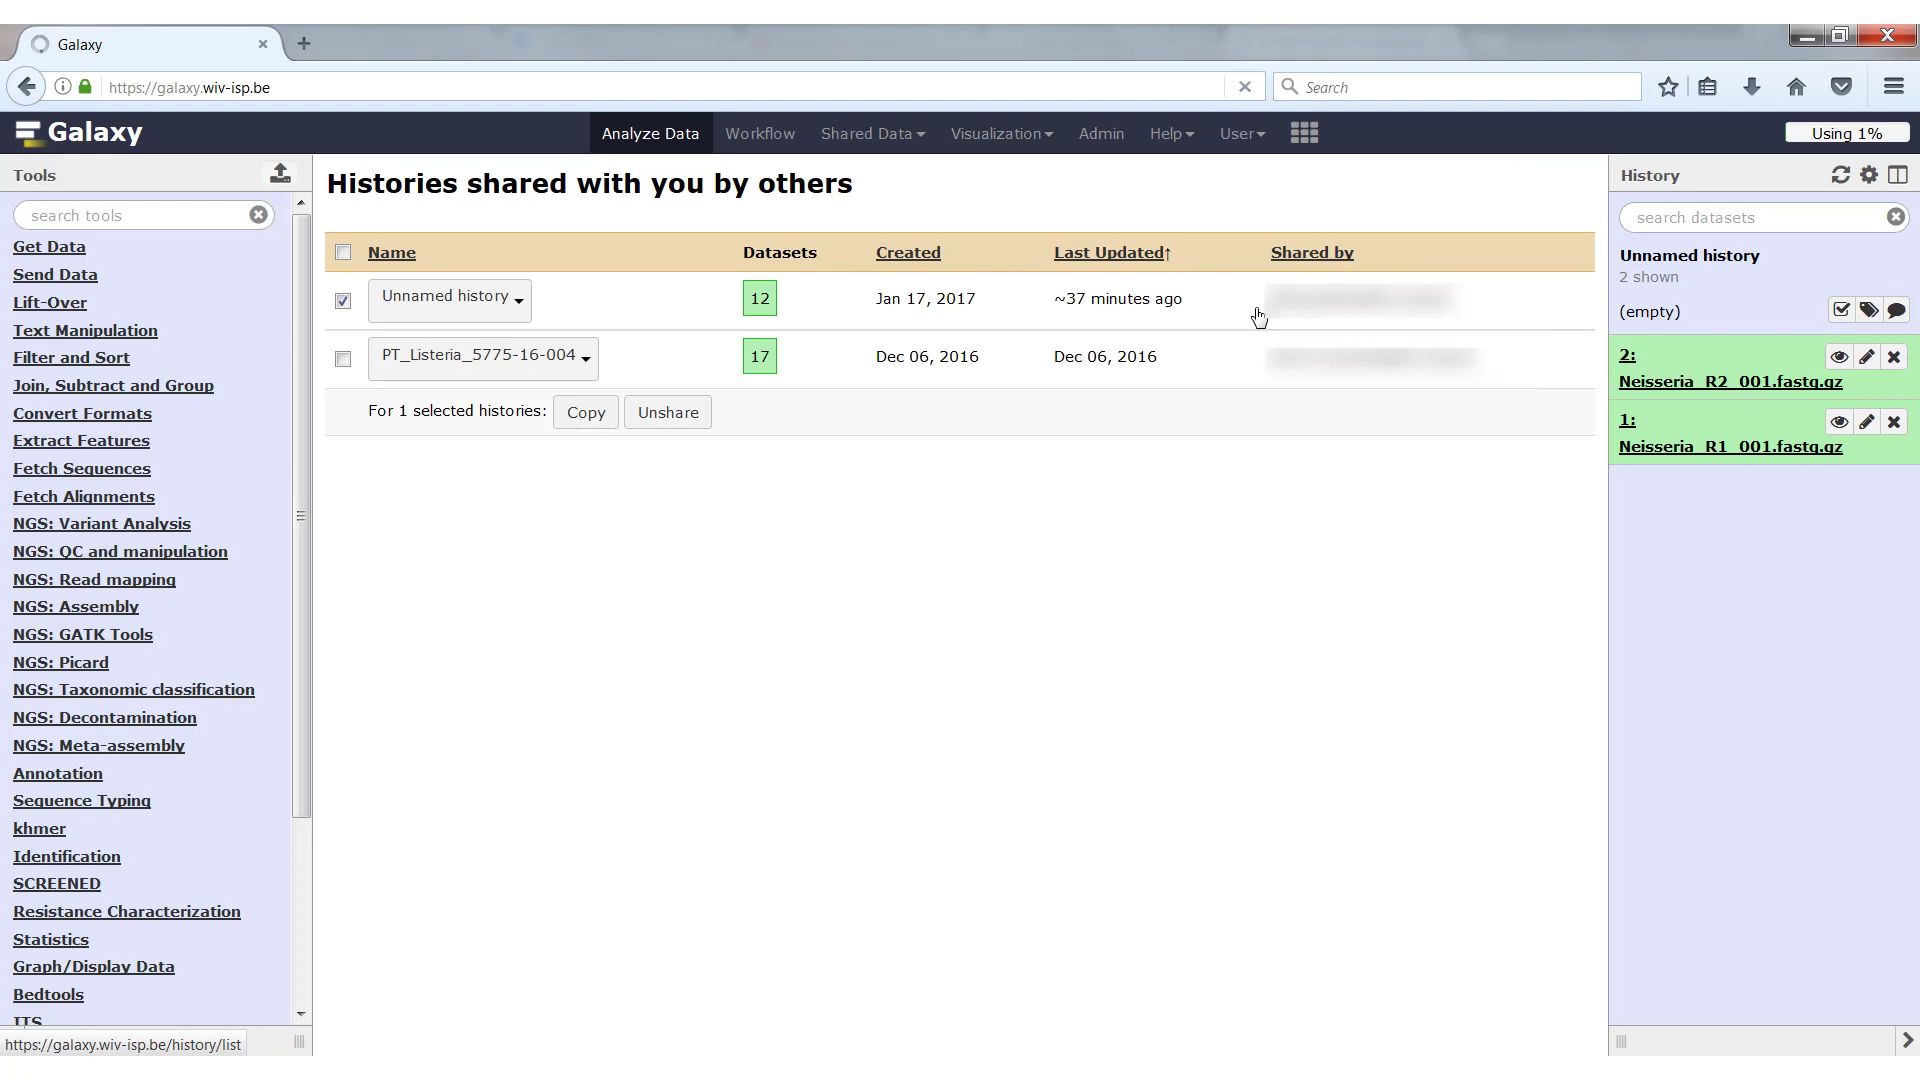 Galaxy
https://galaxy.wiv-isp.be
Search
Galaxy
Analyze Data
Workflow
Shared Data
Visualization
Admin
Help
User
Using 1%
Tools
search tools
Get Data
Send Data
Lift-Over
Text Manipulation
Filter and Sort
Join, Subtract and Group
Convert Formats
Extract Features
Fetch Sequences
Fetch Alignments
NGS: Variant Analysis
NGS: QC and manipulation
NGS: Read mapping
NGS: Assembly
NGS: GATK Tools
NGS: Picard
NGS: Taxonomic classification
NGS: Decontamination
NGS: Meta-assembly
Annotation
Sequence Typing
khmer
Identification
SCREENED
Resistance Characterization
Statistics
Graph/Display Data
Bedtools
ITS
https://galaxy.wiv-isp.be/history/list
Histories shared with you by others
Name Datasets Created Last Updated↑ Shared by
Unnamed history 12 Jan 17, 2017 ~37 minutes ago
PT_Listeria_5775-16-004 17 Dec 06, 2016 Dec 06, 2016
For 1 selected histories: Copy Unshare
History
search datasets
Unnamed history
2 shown
(empty)
2:
Neisseria_R2_001.fastq.gz
1:
Neisseria_R1_001.fastq.gz